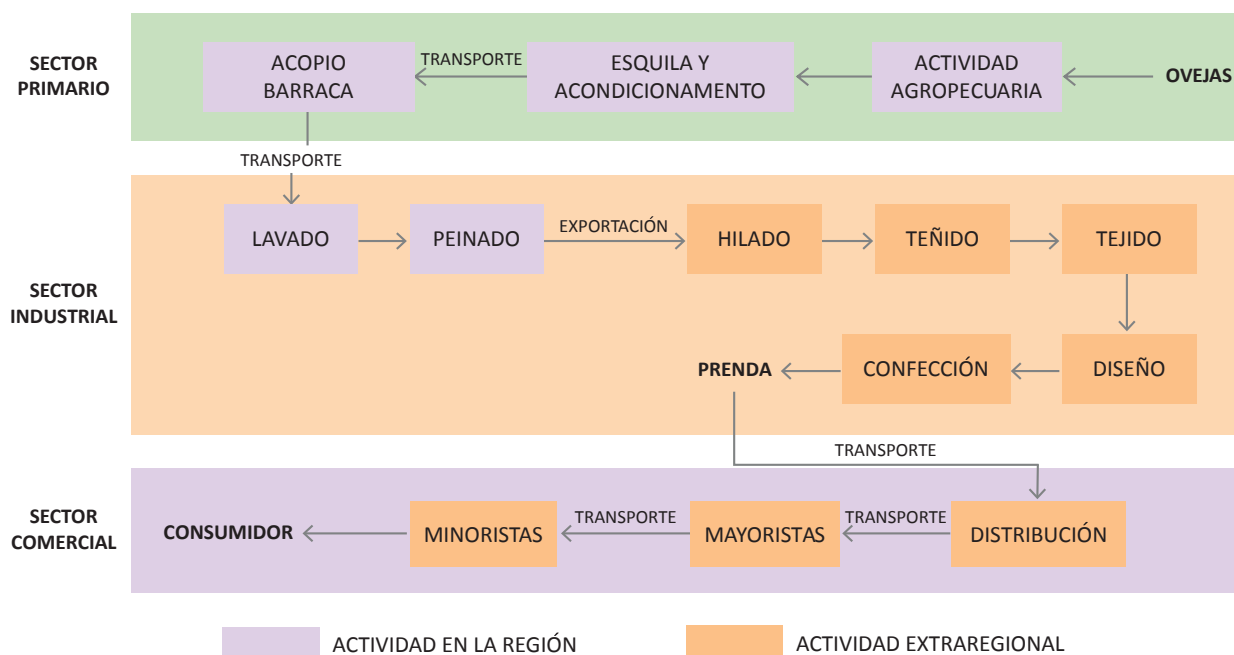 SECTOR
PRIMARIO
ACOPIO
BARRACA
TRANSPORTE
ESQUILA Y
ACONDICIONAMENTO
ACTIVIDAD
AGROPECUARIA
OVEJAS
TRANSPORTE
SECTOR
INDUSTRIAL
LAVADO
PEINADO
EXPORTACIÓN
HILADO
TEÑIDO
TEJIDO
PRENDA
CONFECCIÓN
DISEÑO
TRANSPORTE
SECTOR
COMERCIAL
CONSUMIDOR
MINORISTAS
TRANSPORTE
MAYORISTAS
TRANSPORTE
DISTRIBUCIÓN
ACTIVIDAD EN LA REGIÓN
ACTIVIDAD EXTRAREGIONAL